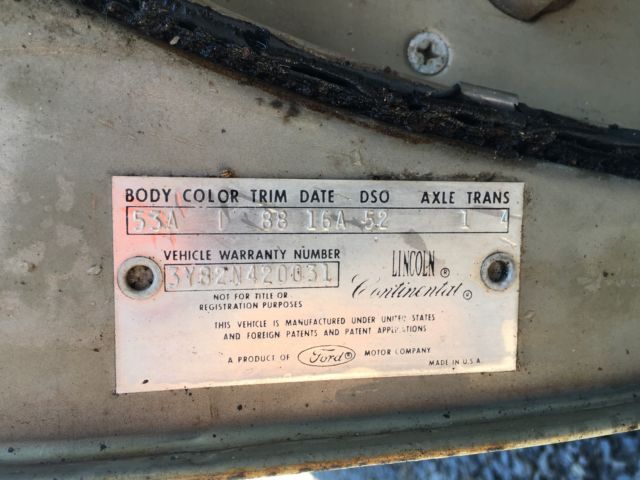 BODY COLOR TRIM DATE DSO AXLE TRANS
53A 88 16A 52 1 4
VEHICLE WARRANTY NUMBER
3Y82N420031
LINCOLN ®
Continental ®
NOT FOR TITLE OR
REGISTRATION PURPOSES
THIS VEHICLE IS MANUFACTURED UNDER UNITED STATES
AND FOREIGN PATENTS AND PATENT APPLICATIONS
A PRODUCT OF Ford ® MOTOR COMPANY
MADE IN U.S.A